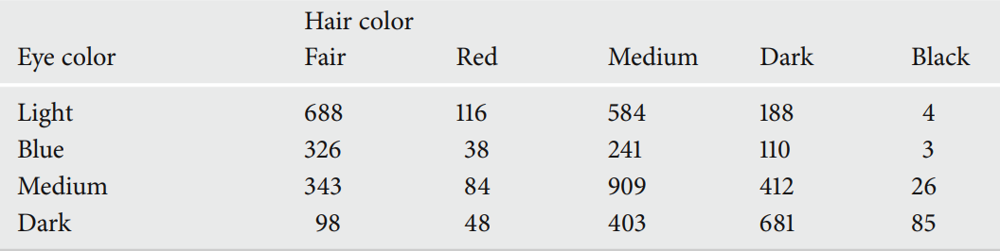 Hair color
Eye color Fair Red Medium Dark Black
Light 688 116 584 188 4
Blue 326 38 241 110 3
Medium 343 84 909 412 26
Dark 98 48 403 681 85